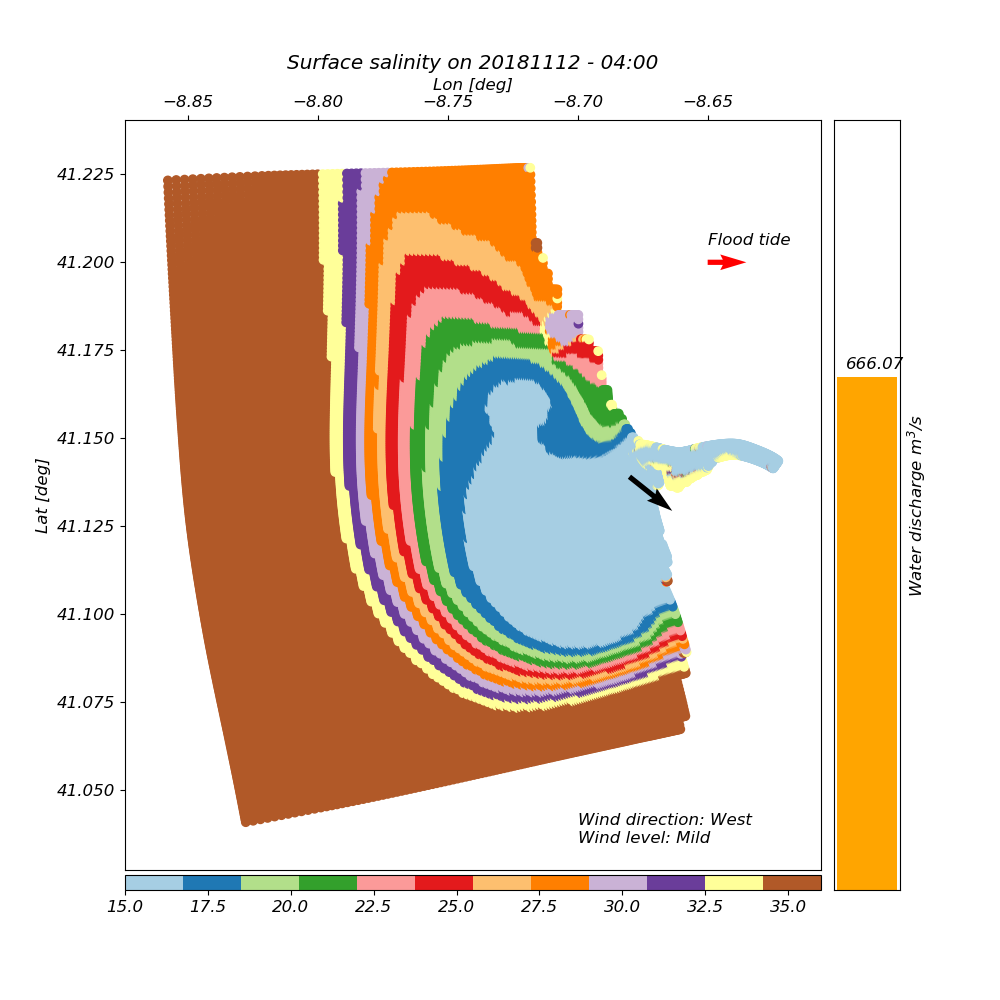 Surface salinity on 20181112 - 04:00
Lon [deg]
−8.85 −8.80 −8.75 −8.70 −8.65
41.225
Flood tide
41.200
41.175
666.07
41.150
Water discharge m³/s
Lat [deg]
41.125
41.100
41.075
41.050
Wind direction: West
Wind level: Mild
15.0 17.5 20.0 22.5 25.0 27.5 30.0 32.5 35.0